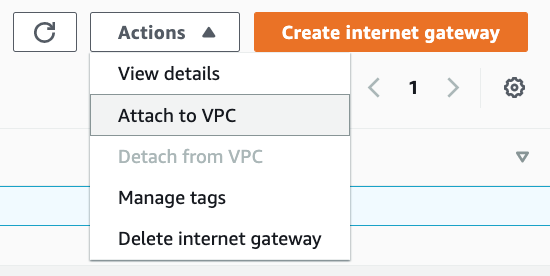 Actions
Create internet gateway
View details
1
Attach to VPC
Detach from VPC
Manage tags
Delete internet gateway